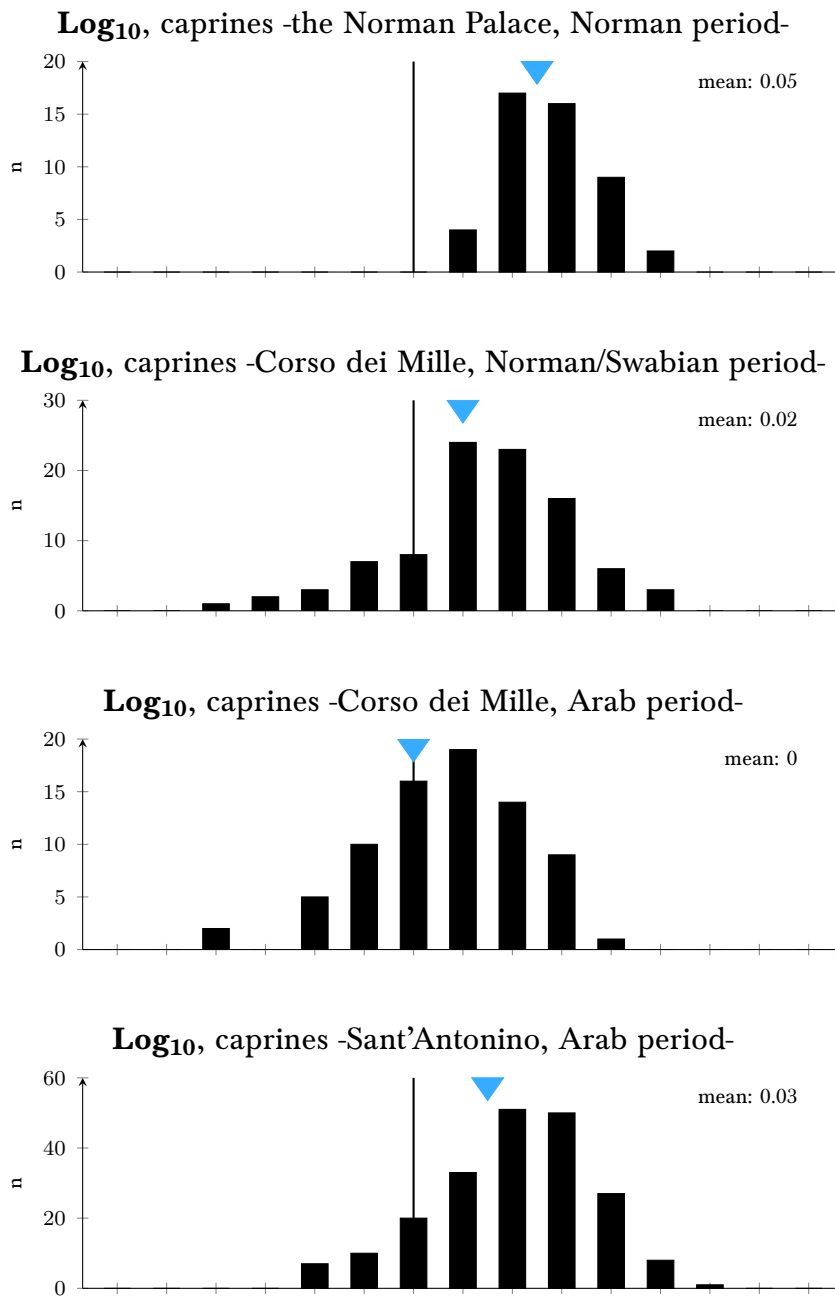 Log10, caprines -the Norman Palace, Norman period-
20
mean: 0.05
15
n
10
5
0
Log10, caprines -Corso dei Mille, Norman/Swabian period-
30
mean: 0.02
20
n
10
0
Log10, caprines -Corso dei Mille, Arab period-
20
mean: 0
15
n
10
5
0
Log10, caprines -Sant'Antonino, Arab period-
60
mean: 0.03
40
n
20
0